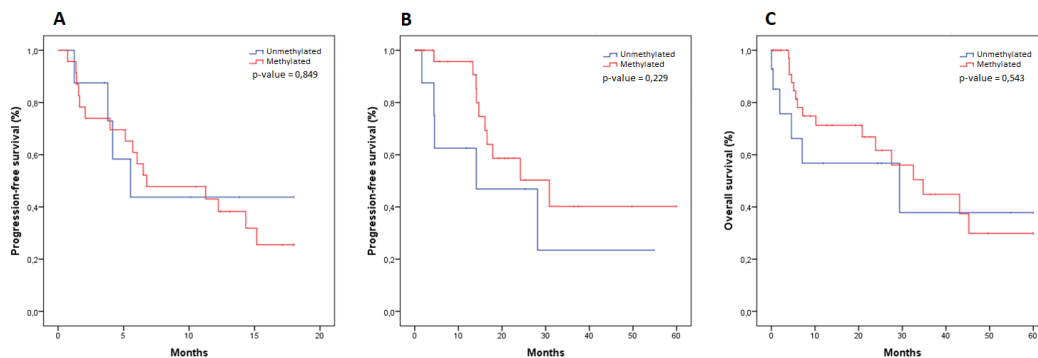 A
Unmethylated
Methylated
p-value = 0,849
1,0
0,8
0,6
0,4
0,2
0,0
Progression-free survival (%)
0
5
10
15
20
Months
B
Unmethylated
Methylated
p-value = 0,229
1,0
0,8
0,6
0,4
0,2
0,0
Progression-free survival (%)
0
10
20
30
40
50
60
Months
C
Unmethylated
Methylated
p-value = 0,543
1,0
0,8
0,6
0,4
0,2
0,0
Overall survival (%)
0
10
20
30
40
50
60
Months